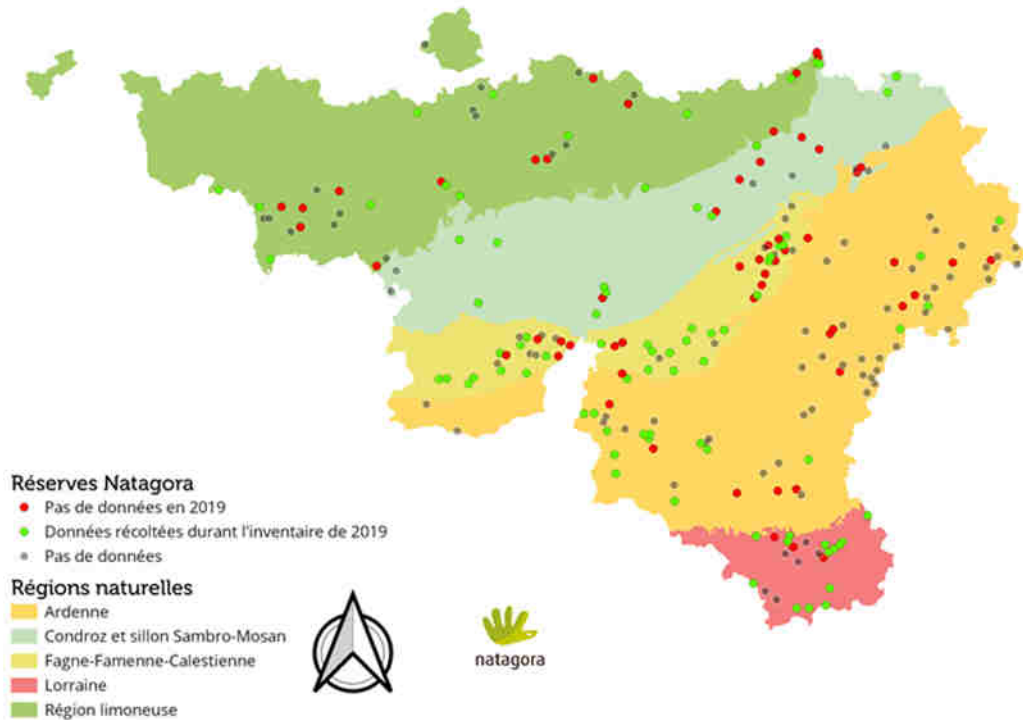 Réserves Natagora
Pas de données en 2019
Données récoltées durant l'inventaire de 2019
Pas de données
Régions naturelles
Ardenne
Condroz et sillon Sambro-Mosan
Fagne-Famenne-Calestienne
Lorraine
Région limoneuse
natagora